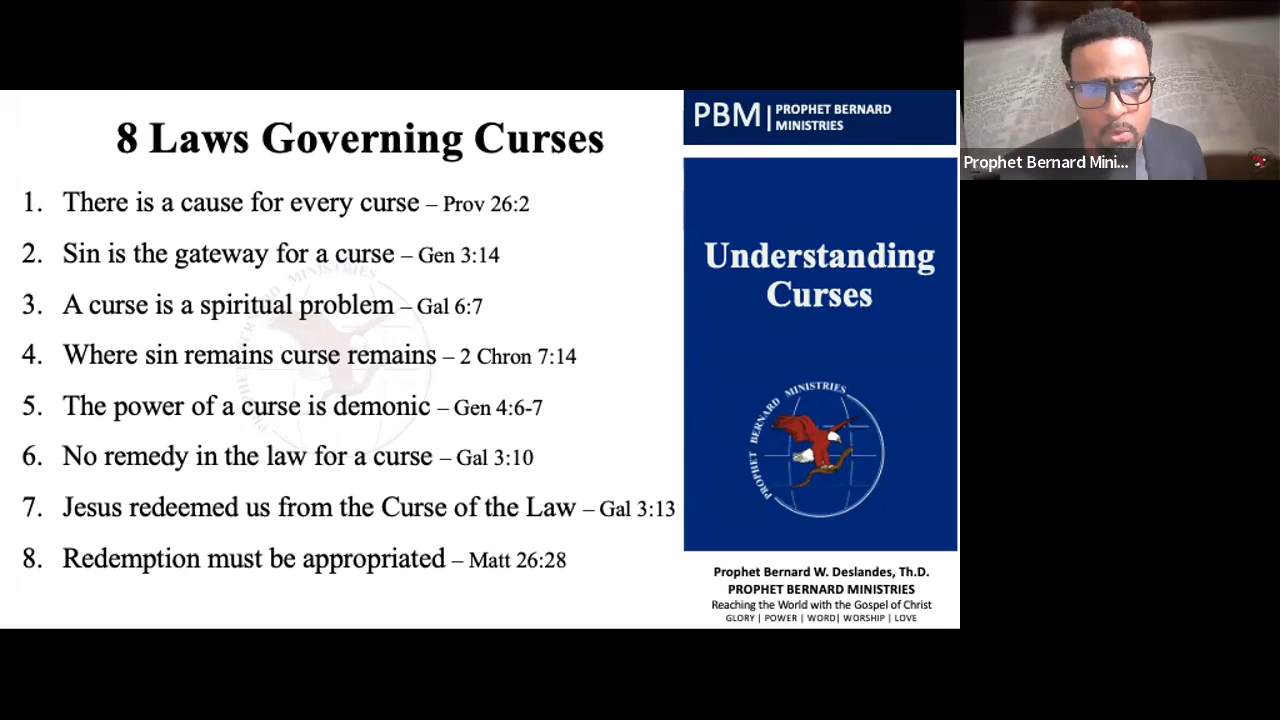 8 Laws Governing Curses
1. There is a cause for every curse – Prov 26:2
2. Sin is the gateway for a curse – Gen 3:14
3. A curse is a spiritual problem – Gal 6:7
4. Where sin remains curse remains – 2 Chron 7:14
5. The power of a curse is demonic – Gen 4:6-7
6. No remedy in the law for a curse – Gal 3:10
7. Jesus redeemed us from the Curse of the Law – Gal 3:13
8. Redemption must be appropriated – Matt 26:28
PROPHET BERNARD MINISTRIES
PBM | PROPHET BERNARD
MINISTRIES
Understanding
Curses
PROPHET BERNARD MINISTRIES
Prophet Bernard W. Deslandes, Th.D.
PROPHET BERNARD MINISTRIES
Reaching the World with the Gospel of Christ
GLORY | POWER | WORD| WORSHIP | LOVE
Prophet Bernard Mini...